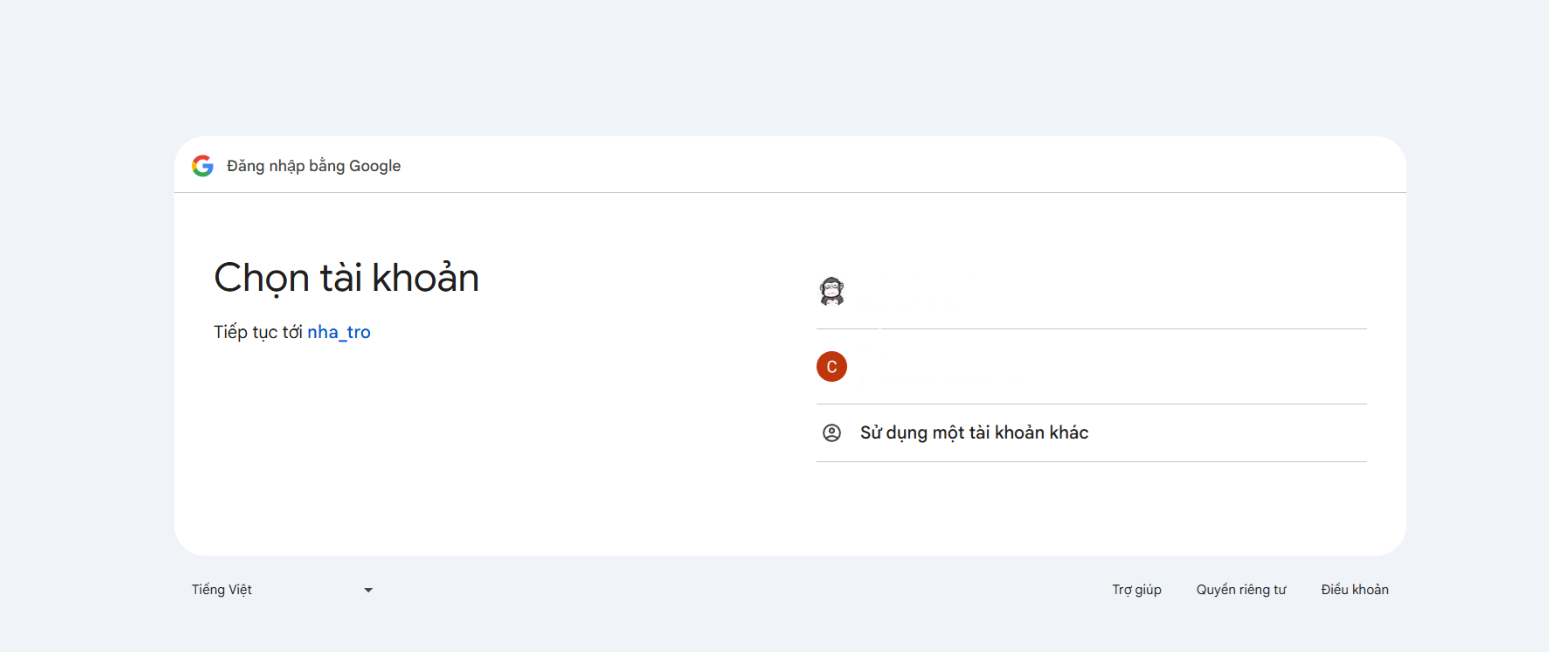 Đăng nhập bằng Google
Chọn tài khoản
Tiếp tục tới nha_tro
C
Sử dụng một tài khoản khác
Tiếng Việt
Trợ giúp
Quyền riêng tư
Điều khoản